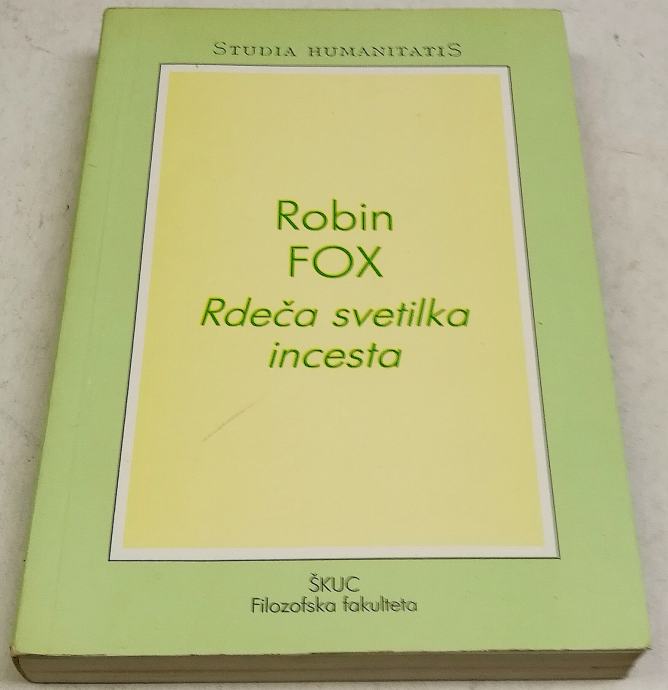 STUDIA HUMANITATIS
Robin
FOX
Rdeča svetilka
incesta
ŠKUC
Filozofska fakulteta